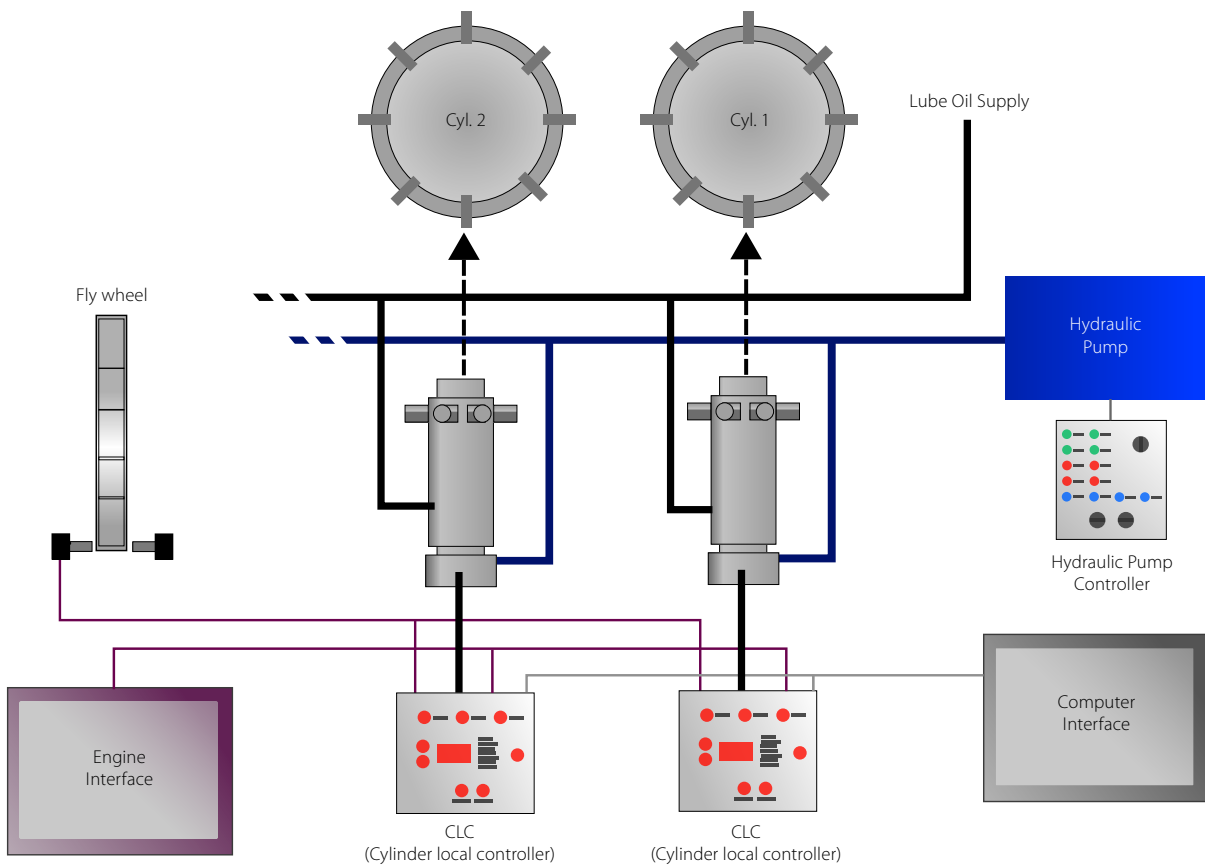 Cyl. 2
Cyl. 1
Lube Oil Supply
Fly wheel
Hydraulic
Pump
Hydraulic Pump
Controller
Engine
Interface
Computer
Interface
CLC
(Cylinder local controller)
CLC
(Cylinder local controller)